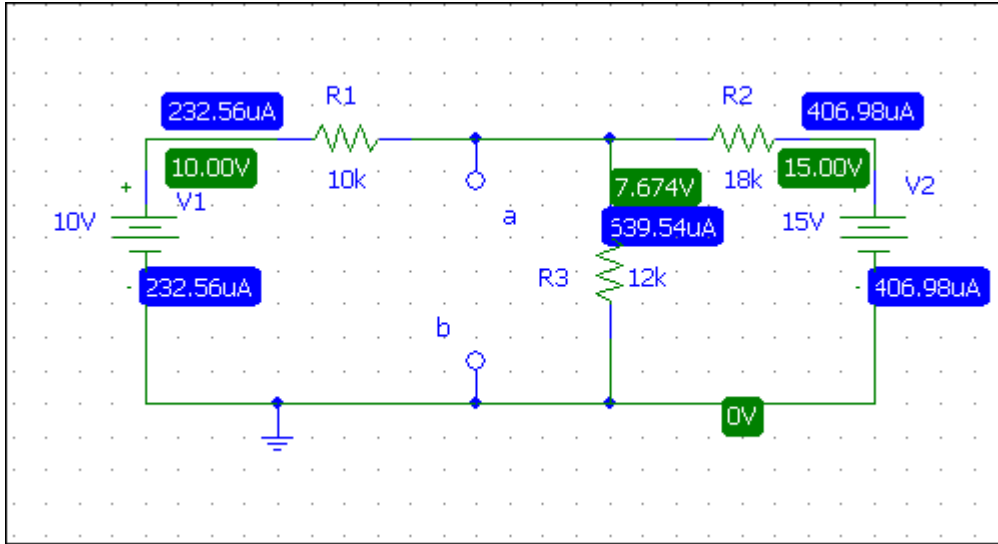 R1
R2
232.56uA
406.98uA
10.00V
10k
7.674V
18k
15.00V
V1
V2
10V
a
639.54uA
15V
R3
12k
232.56uA
406.98uA
b
0V